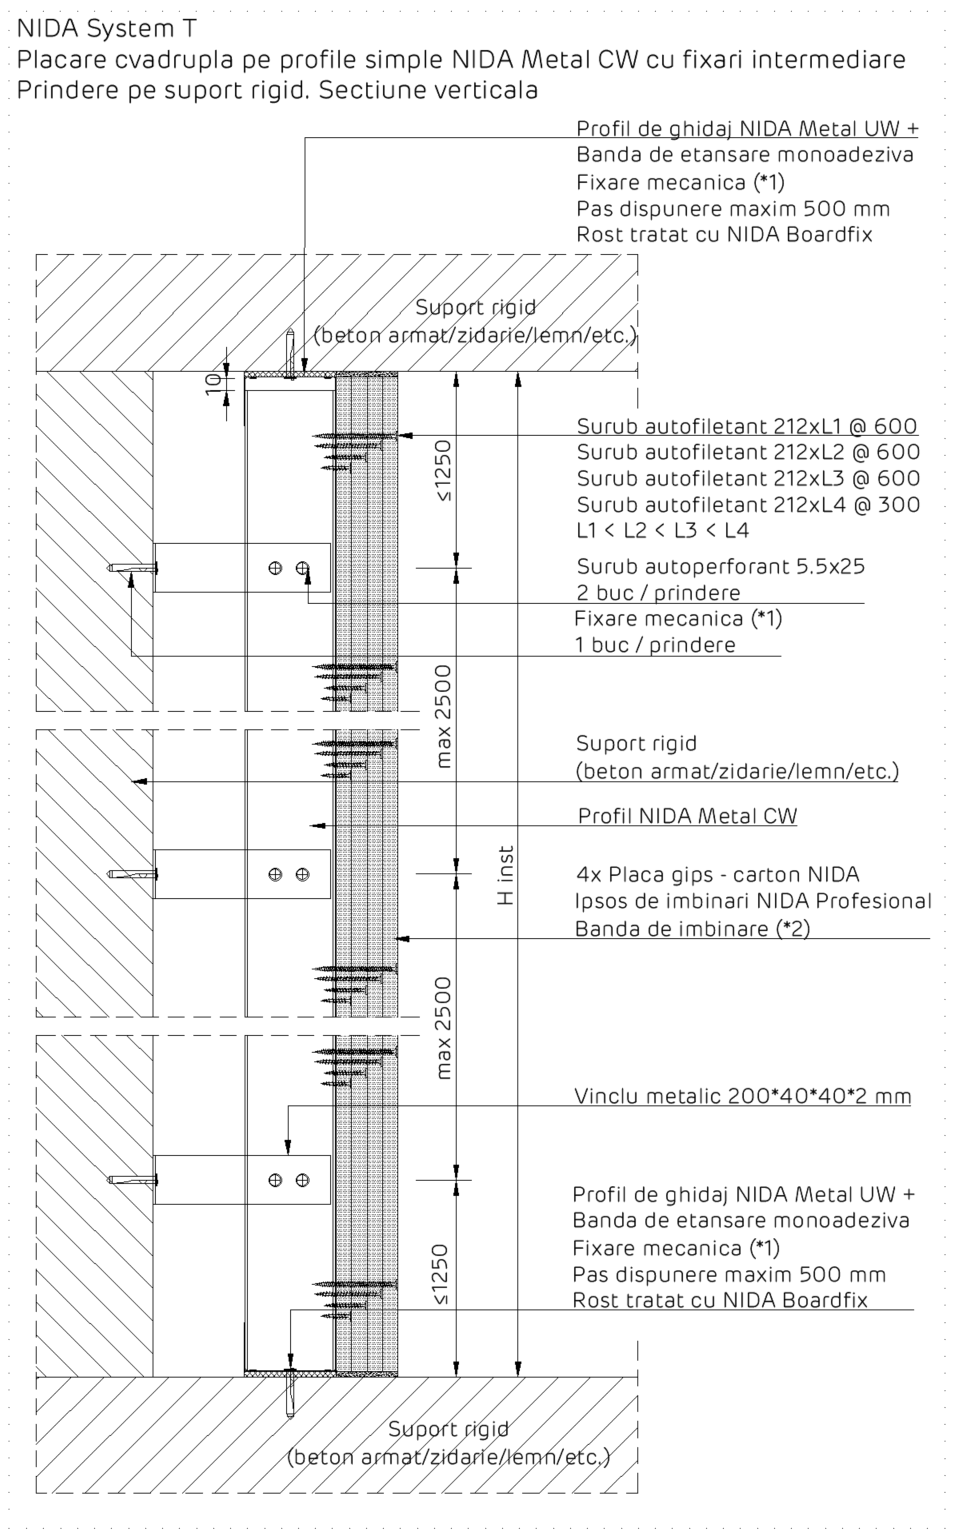 NIDA System T
Placare cvadrupla pe profile simple NIDA Metal CW cu fixari intermediare
Prindere pe suport rigid. Sectiune verticala
Profil de ghidaj NIDA Metal UW +
Banda de etansare monoadeziva
Fixare mecanica (*1)
Pas dispunere maxim 500 mm
Rost tratat cu NIDA Boardfix
Suport rigid
(beton armat/zidarie/lemn/etc.)
10
≤1250
Surub autofiletant 212xL1 @ 600
Surub autofiletant 212xL2 @ 600
Surub autofiletant 212xL3 @ 600
Surub autofiletant 212xL4 @ 300
L1 < L2 < L3 < L4
Surub autoperforant 5.5x25
2 buc / prindere
Fixare mecanica (*1)
1 buc / prindere
max 2500
Suport rigid
(beton armat/zidarie/lemn/etc.)
Profil NIDA Metal CW
H inst
4x Placa gips - carton NIDA
Ipsos de imbinari NIDA Profesional
Banda de imbinare (*2)
max 2500
Vinclu metalic 200*40*40*2 mm
Profil de ghidaj NIDA Metal UW +
Banda de etansare monoadeziva
Fixare mecanica (*1)
Pas dispunere maxim 500 mm
Rost tratat cu NIDA Boardfix
≤1250
Suport rigid
(beton armat/zidarie/lemn/etc.)